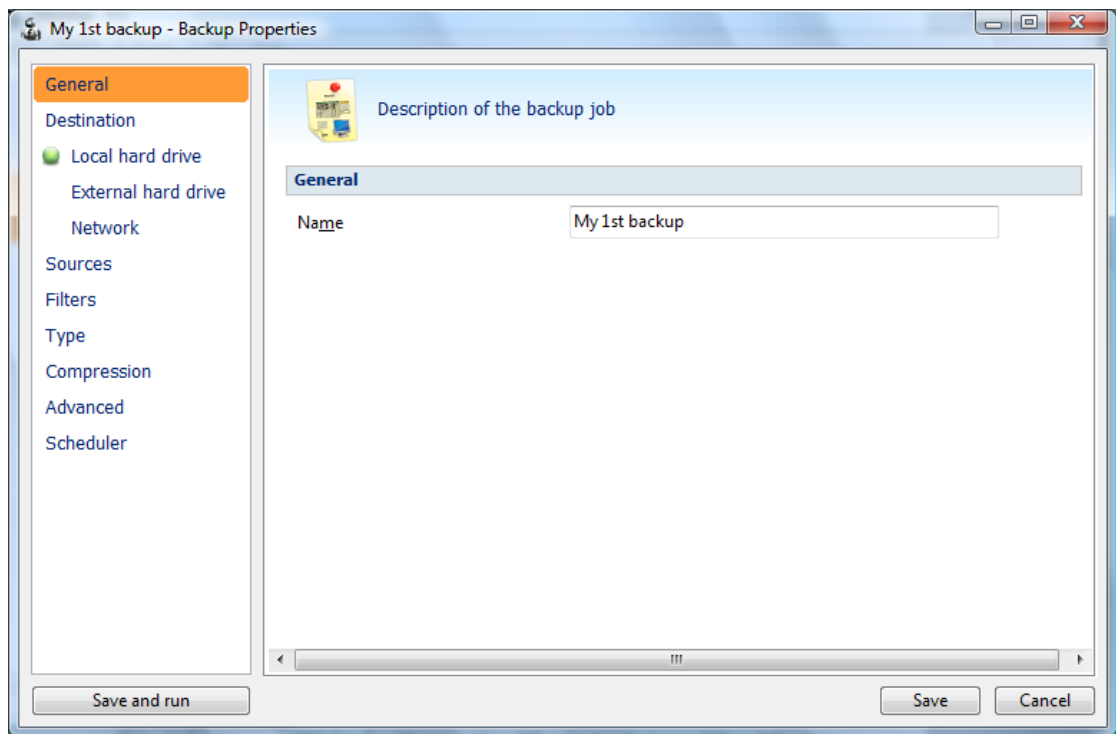 My 1st backup - Backup Properties
General
Destination
Local hard drive
External hard drive
Network
Sources
Filters
Type
Compression
Advanced
Scheduler
Description of the backup job
General
Name
My 1st backup
Save and run
Save
Cancel